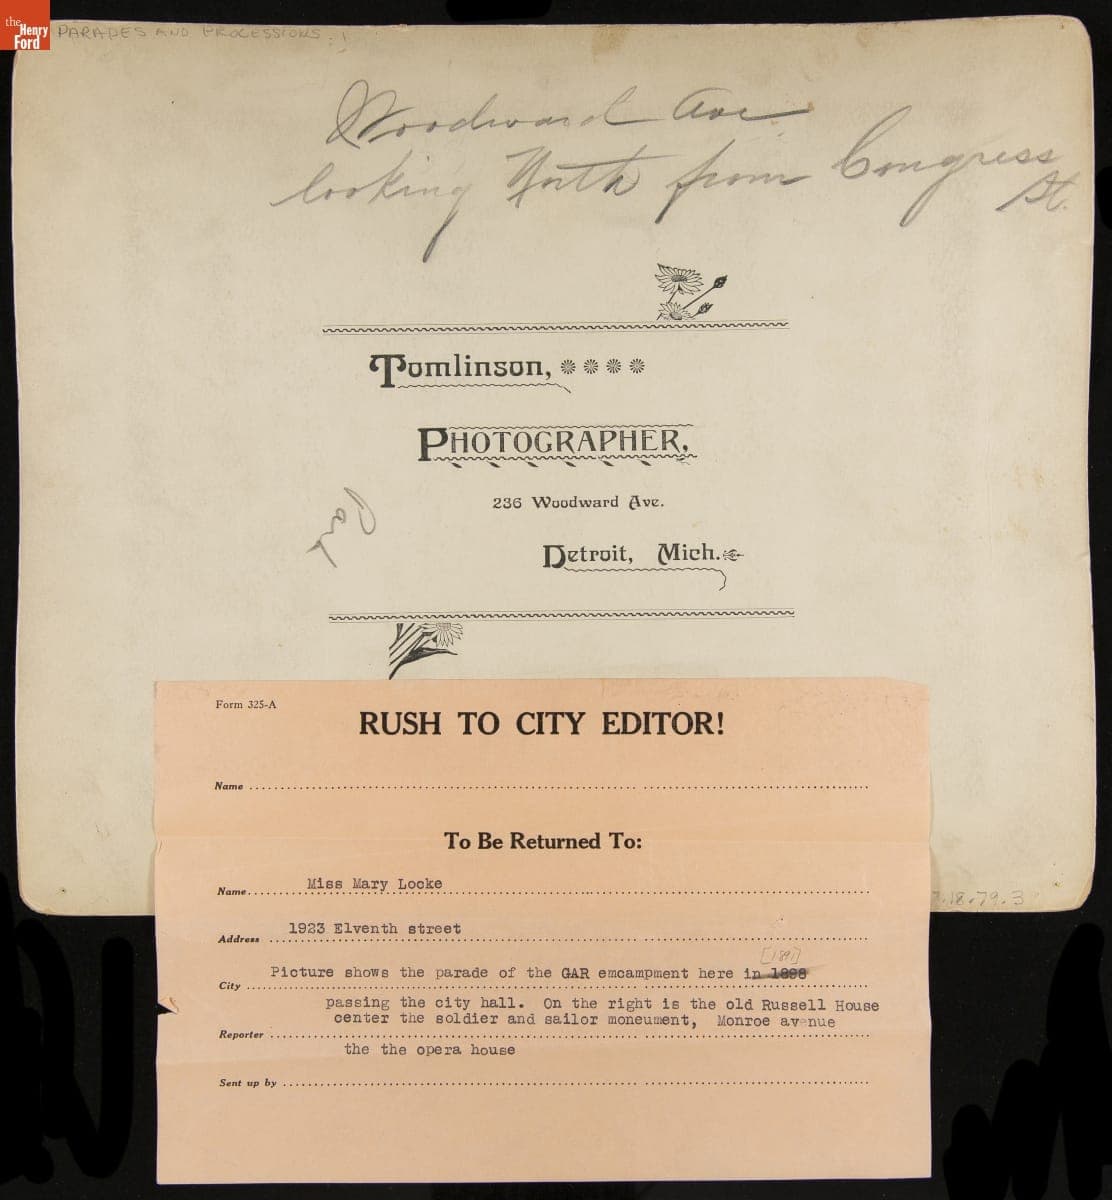 the
Henry
Ford
PARADES AND PROCESSIONS.
Woodward Ave
looking North from Congress
St.
Tomlinson,
PHOTOGRAPHER.
236 Woodward Ave.
Detroit, Mich.
Form 325-A
RUSH TO CITY EDITOR!
Name
To Be Returned To:
Name Miss Mary Locke
Address 1923 Elventh street
[1891]
City Picture shows the parade of the GAR emcampment here in 1898
passing the city hall. On the right is the old Russell House
center the soldier and sailor moneument, Monroe avenue
Reporter
the the opera house
Sent up by